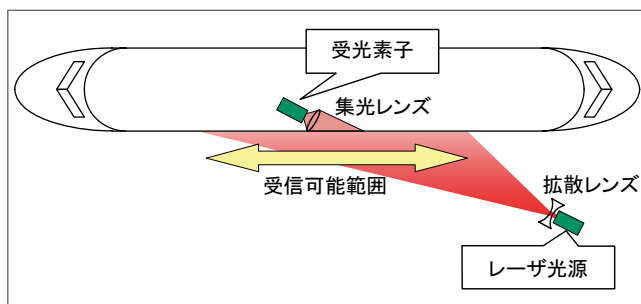 受光素子
集光レンズ
受信可能範囲
拡散レンズ
レーザ光源